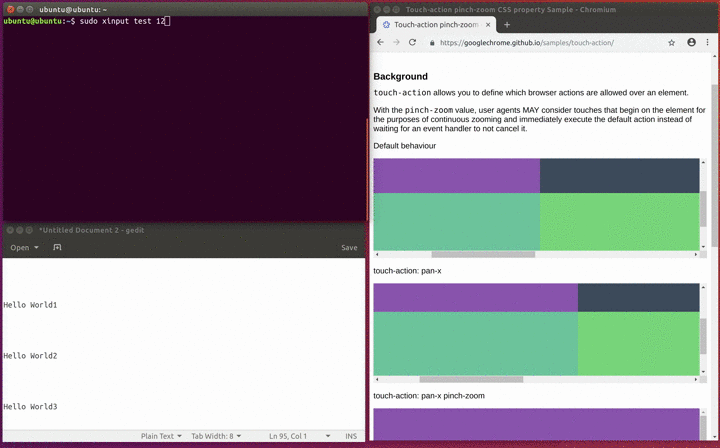 ubuntu@ubuntu: ~
ubuntu@ubuntu:~$ sudo xinput test 12
*Untitled Document 2 - gedit
Open
Save
Hello World1
Hello World2
Hello World3
Plain Text
Tab Width: 8
Ln 95, Col 1
INS
Touch-action pinch-zoom CSS property Sample - Chromium
Touch-action pinch-zoom
https://googlechrome.github.io/samples/touch-action/
Background
touch-action allows you to define which browser actions are allowed over an element.
With the pinch-zoom value, user agents MAY consider touches that begin on the element for
the purposes of continuous zooming and immediately execute the default action instead of
waiting for an event handler to not cancel it.
Default behaviour
touch-action: pan-x
touch-action: pan-x pinch-zoom